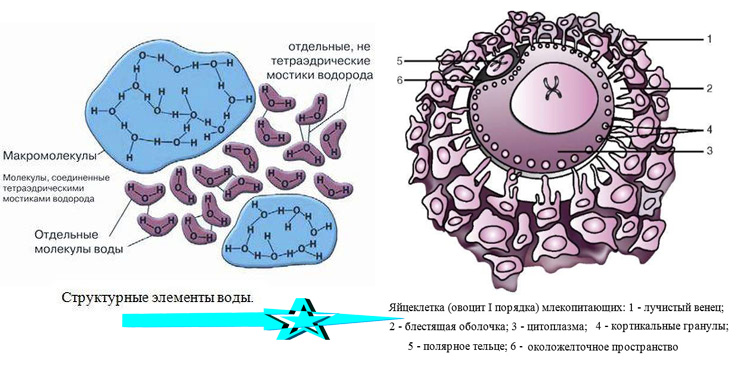 отдельные, не
тетраэдрические
мостики водорода
Макромолекулы
Молекулы, соединенные
тетраэдрическими
мостиками водорода
Отдельные
молекулы воды
Структурные элементы воды.
1
2
3
4
5
6
Яйцеклетка (овоцит I порядка) млекопитающих: 1 - лучистый венец;
2 - блестящая оболочка; 3 - цитоплазма; 4 - кортикальные гранулы;
5 - полярное тельце; 6 - околожелточное пространство